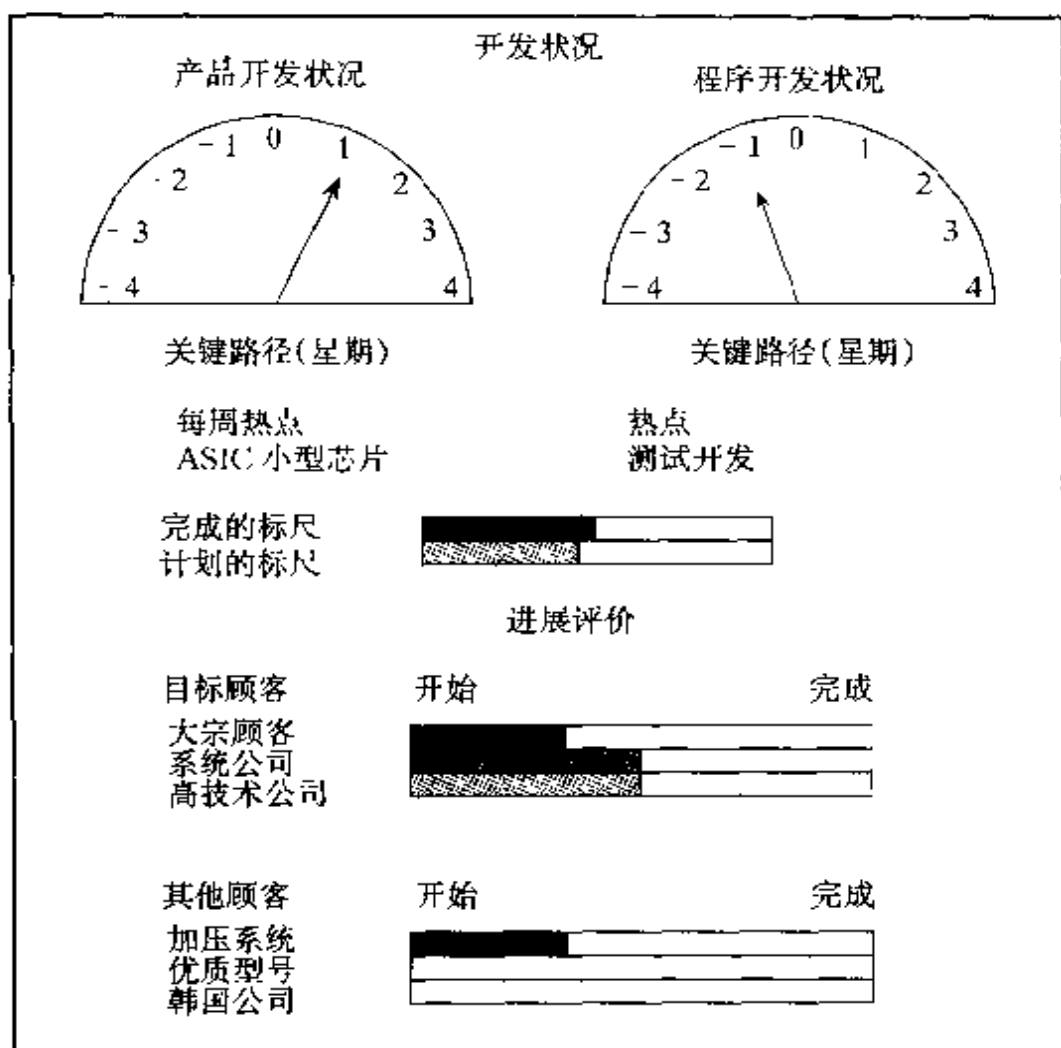 开发状况
产品开发状况 程序开发状况
-4 -3 -2 -1 0 1 2 3 4
-4 -3 -2 -1 0 1 2 3 4
关键路径(星期) 关键路径(星期)
每周热点 热点
ASIC小型芯片 测试开发
完成的标尺
计划的标尺
进展评价
目标顾客 开始 完成
大宗顾客
系统公司
高技术公司
其他顾客 开始 完成
加压系统
优质型号
韩国公司